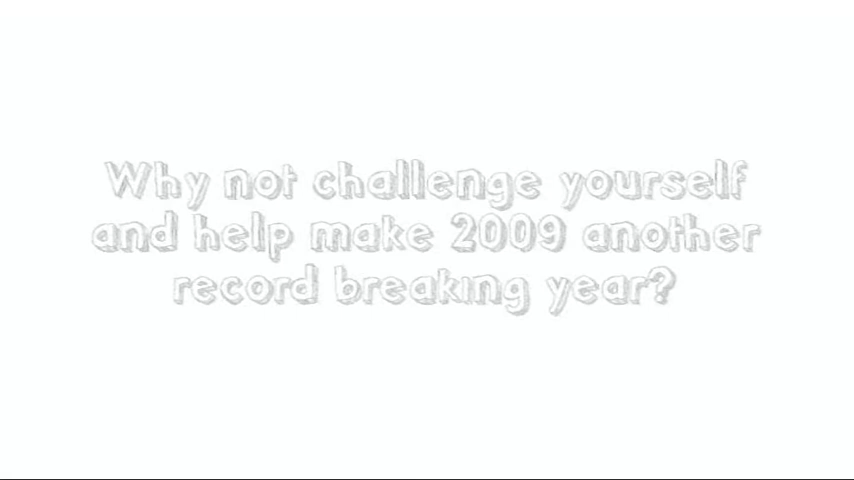 Why not challenge yourself
and help make 2009 another
record breaking year?